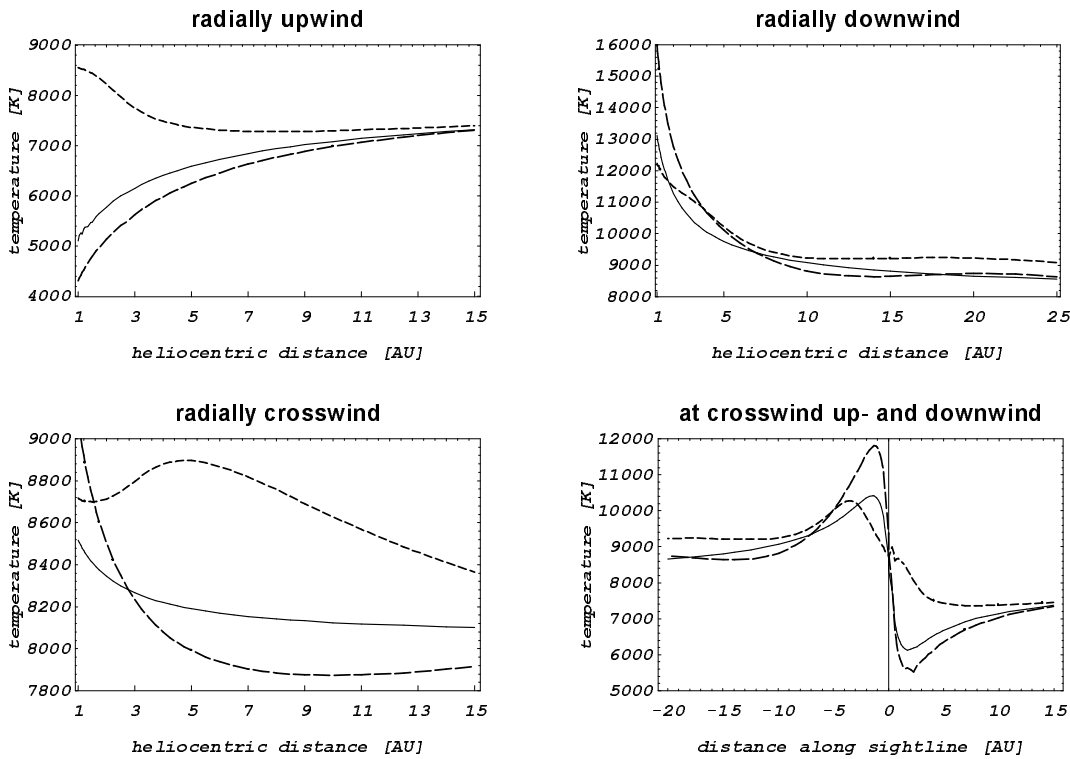 radially upwind
9000
8000
7000
6000
5000
4000
temperature [K]
1 3 5 7 9 11 13 15
heliocentric distance [AU]
radially downwind
16000
15000
14000
13000
12000
11000
10000
9000
8000
temperature [K]
1 5 10 15 20 25
heliocentric distance [AU]
radially crosswind
9000
8800
8600
8400
8200
8000
7800
temperature [K]
1 3 5 7 9 11 13 15
heliocentric distance [AU]
at crosswind up- and downwind
12000
11000
10000
9000
8000
7000
6000
5000
temperature [K]
-20 -15 -10 -5 0 5 10 15
distance along sightline [AU]